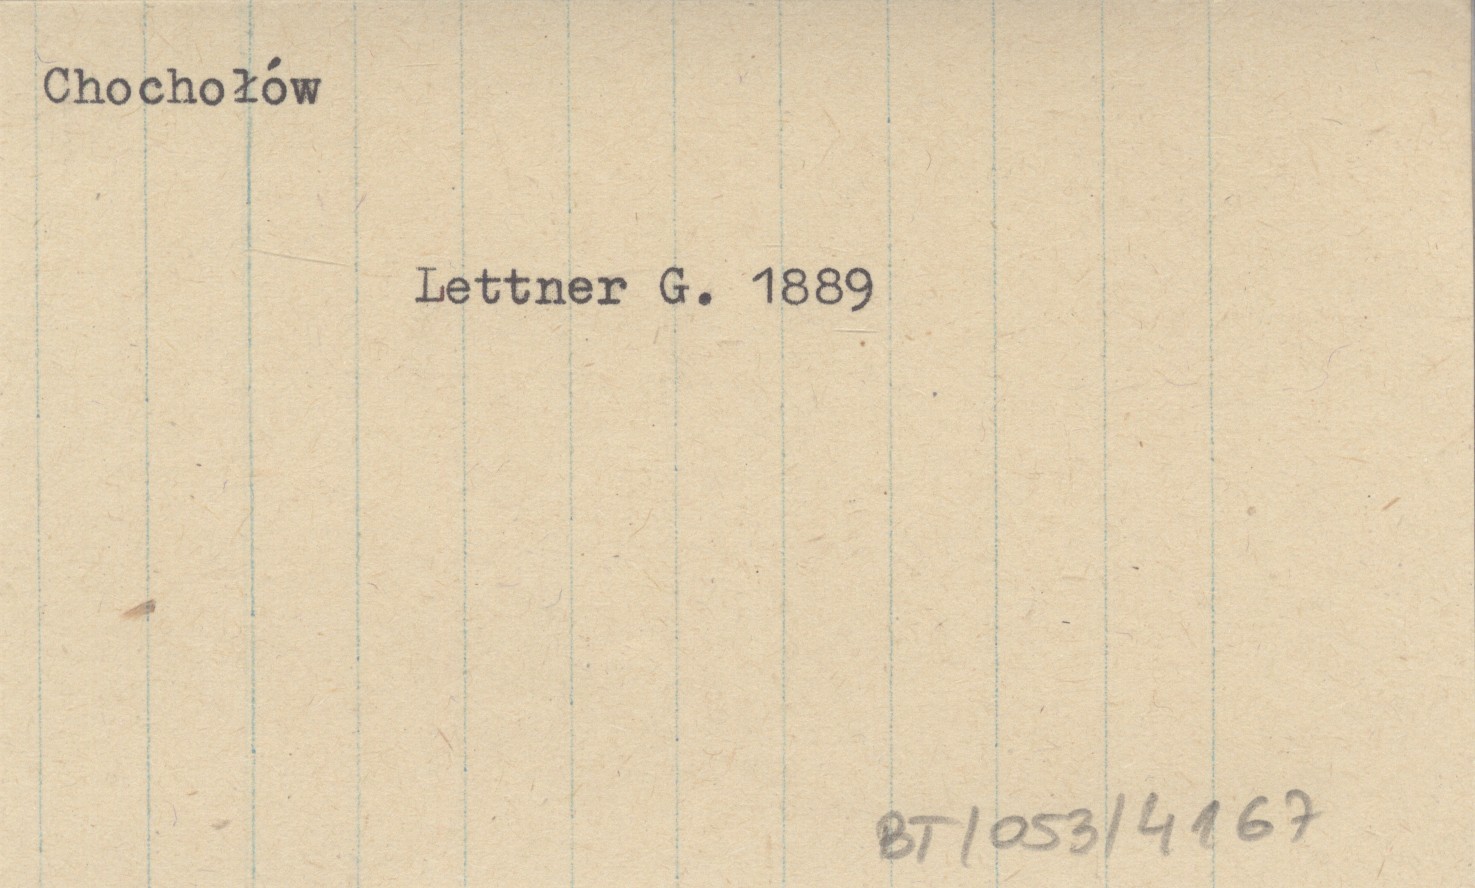 Chochołów
Lettner G. 1889
BT/053/4167